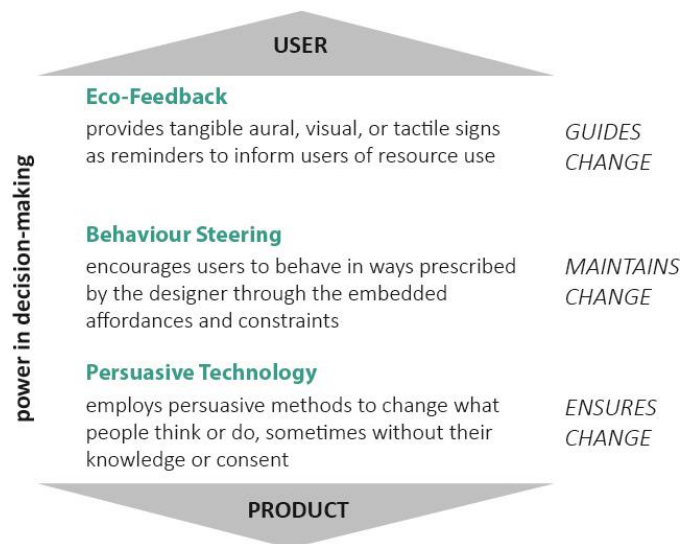 USER
Eco-Feedback
provides tangible aural, visual, or tactile signs
as reminders to inform users of resource use
GUIDES
CHANGE
power in decision-making
Behaviour Steering
encourages users to behave in ways prescribed
by the designer through the embedded
affordances and constraints
MAINTAINS
CHANGE
Persuasive Technology
employs persuasive methods to change what
people think or do, sometimes without their
knowledge or consent
ENSURES
CHANGE
PRODUCT